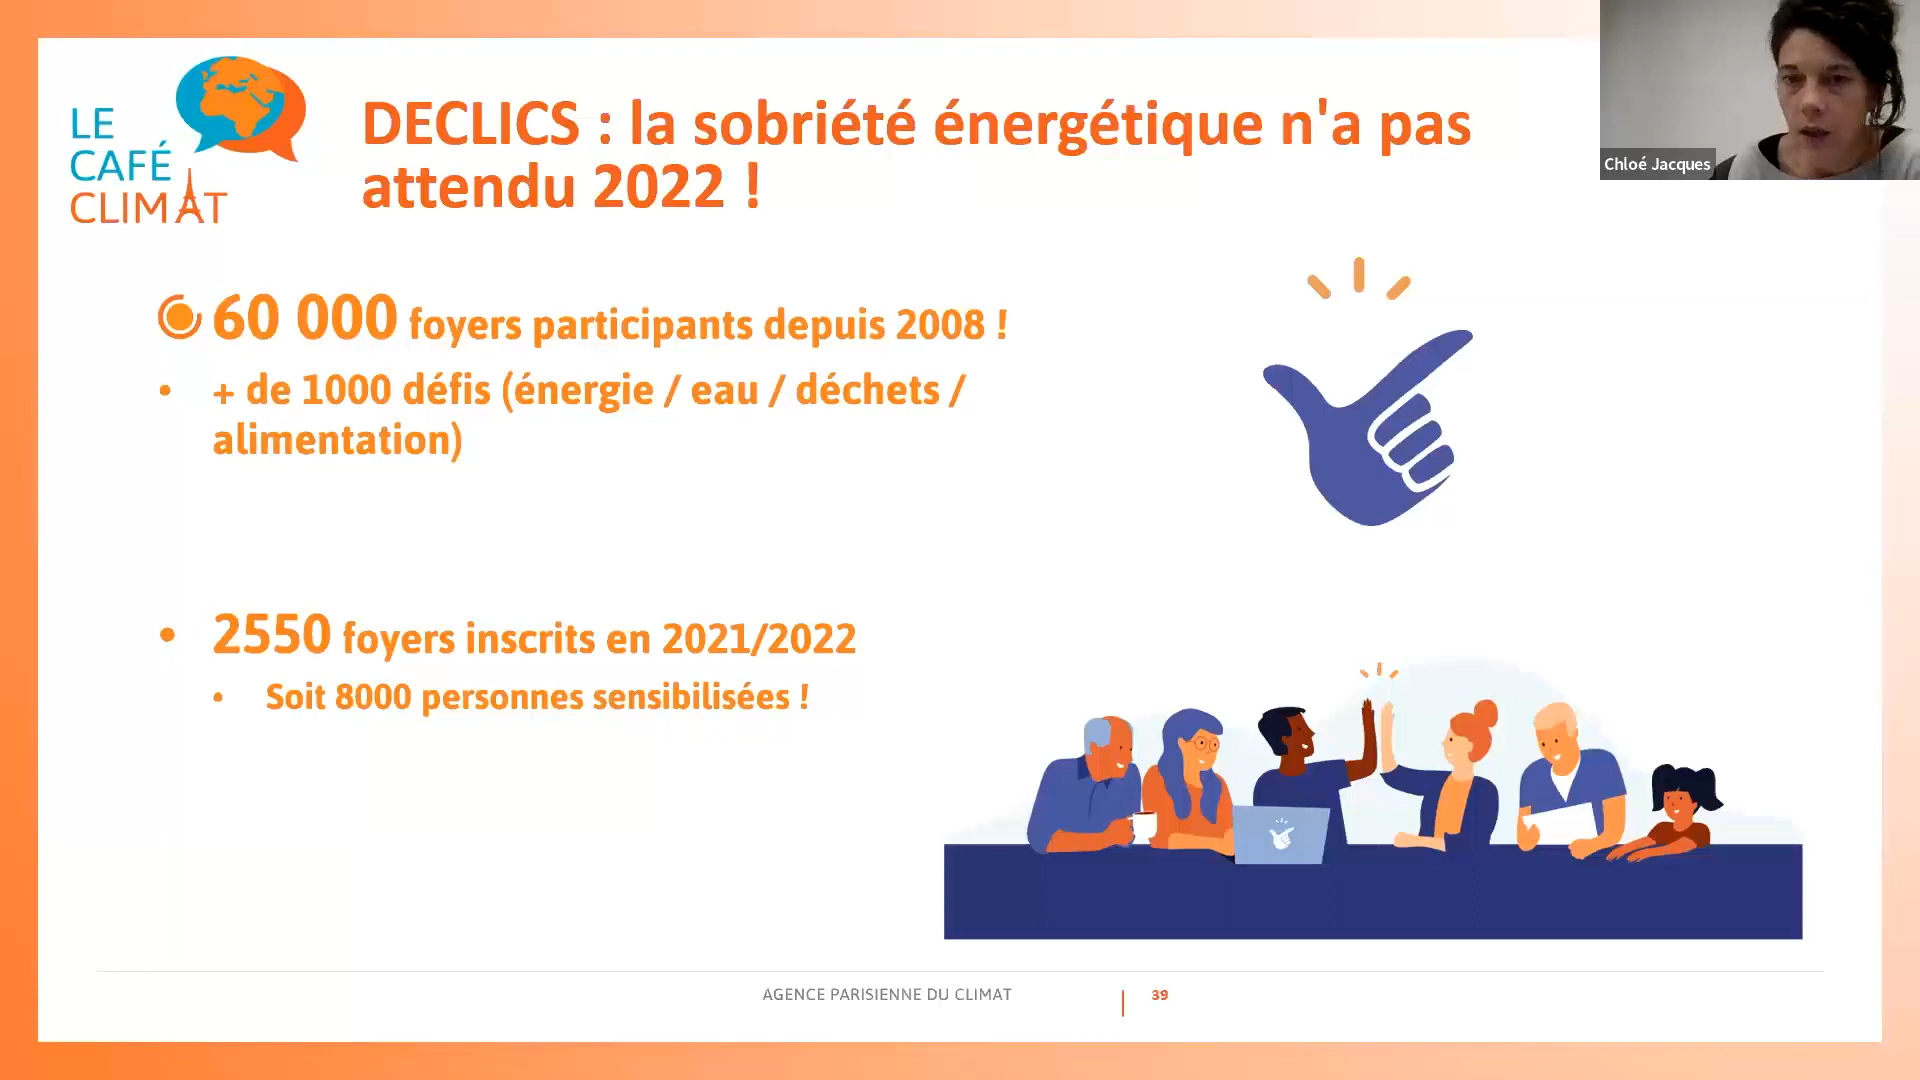 LE
CAFÉ
CLIMAT
DECLICS : la sobriété énergétique n'a pas
attendu 2022 !
Chloé Jacques
60 000 foyers participants depuis 2008 !
• + de 1000 défis (énergie / eau / déchets /
alimentation)
• 2550 foyers inscrits en 2021/2022
• Soit 8000 personnes sensibilisées !
AGENCE PARISIENNE DU CLIMAT
39